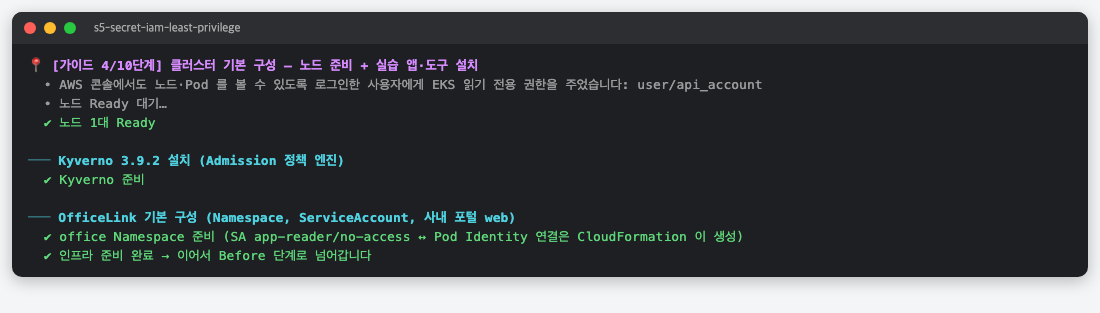 s5-secret-iam-least-privilege
📍 [가이드 4/10단계] 클러스터 기본 구성 — 노드 준비 + 실습 앱·도구 설치
• AWS 콘솔에서도 노드·Pod 를 볼 수 있도록 로그인한 사용자에게 EKS 읽기 전용 권한을 주었습니다: user/api_account
• 노드 Ready 대기…
✔ 노드 1대 Ready
─── Kyverno 3.9.2 설치 (Admission 정책 엔진)
✔ Kyverno 준비
─── OfficeLink 기본 구성 (Namespace, ServiceAccount, 사내 포털 web)
✔ office Namespace 준비 (SA app-reader/no-access ↔ Pod Identity 연결은 CloudFormation 이 생성)
✔ 인프라 준비 완료 → 이어서 Before 단계로 넘어갑니다